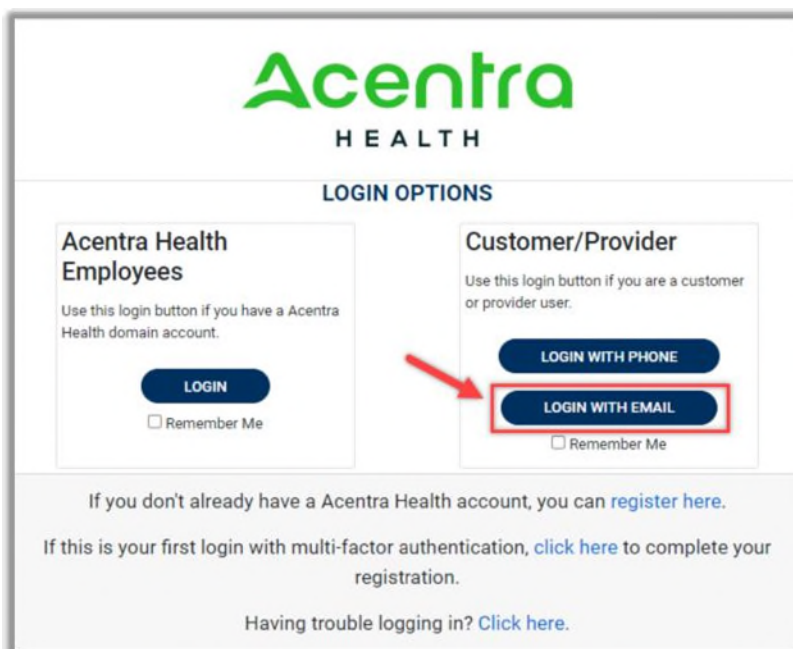 Acentra
HEALTH
LOGIN OPTIONS
Acentra Health
Employees
Use this login button if you have a Acentra
Health domain account.
LOGIN
Remember Me
Customer/Provider
Use this login button if you are a customer
or provider user.
LOGIN WITH PHONE
LOGIN WITH EMAIL
Remember Me
If you don't already have a Acentra Health account, you can register here.
If this is your first login with multi-factor authentication, click here to complete your
registration.
Having trouble logging in? Click here.